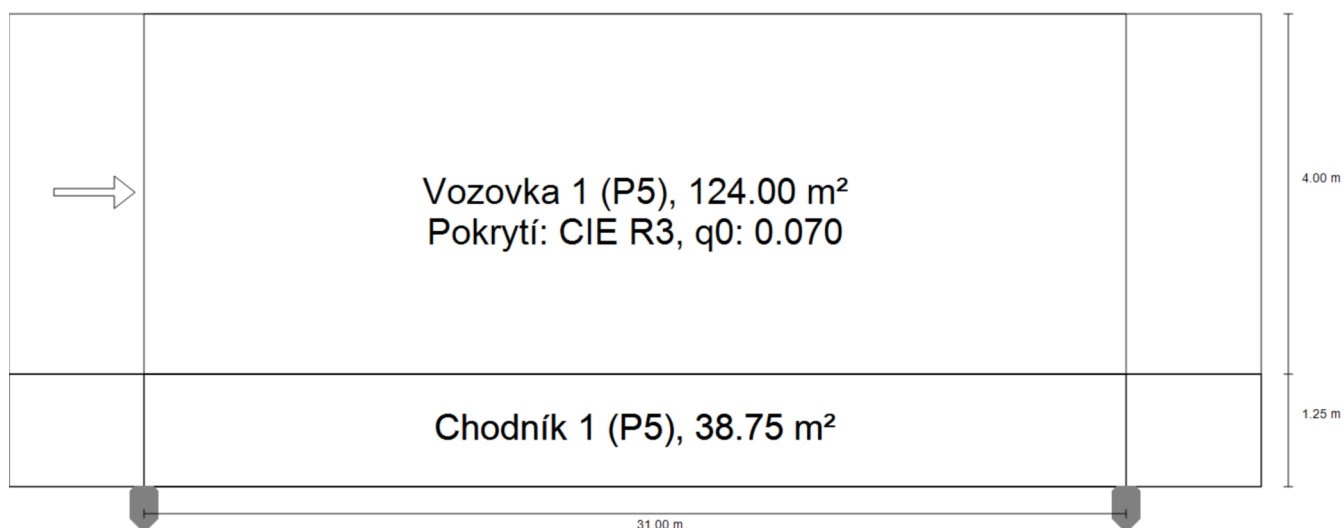 Vozovka 1 (P5), 124.00 m²
Pokrytí: CIE R3, q0: 0.070
4.00 m
Chodník 1 (P5), 38.75 m²
1.25 m
31.00 m